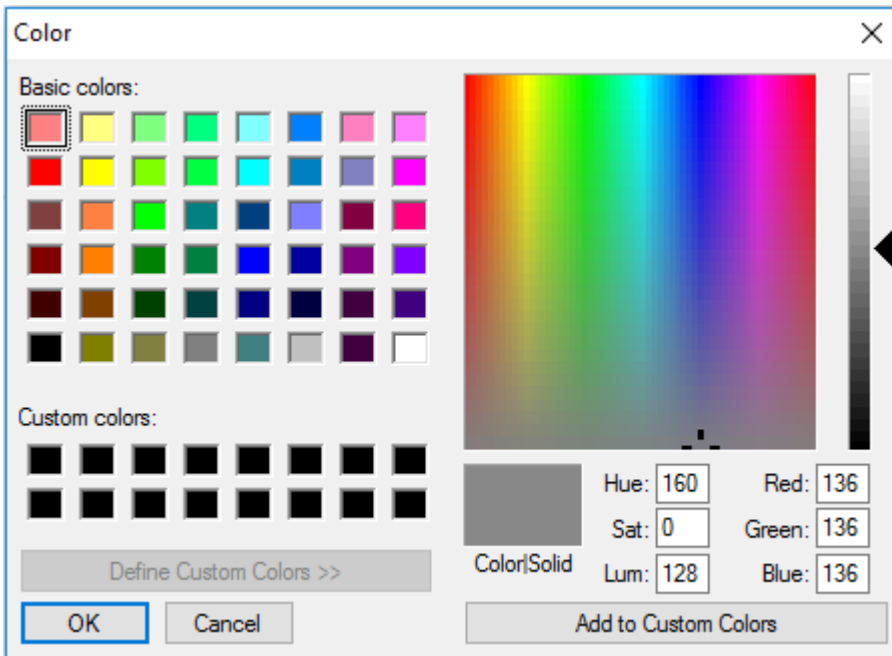 Color
Basic colors:
Custom colors:
Define Custom Colors >>
OK
Cancel
Color|Solid
Hue: 160
Sat: 0
Lum: 128
Red: 136
Green: 136
Blue: 136
Add to Custom Colors